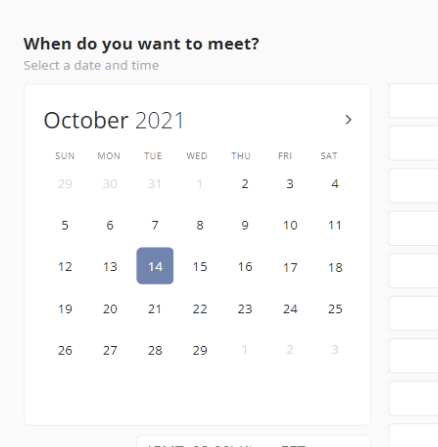 When do you want to meet?
Select a date and time
October 2021
SUN MON TUE WED THU FRI SAT
29 30 31 1 2 3 4
5 6 7 8 9 10 11
12 13 14 15 16 17 18
19 20 21 22 23 24 25
26 27 28 29 1 2 3